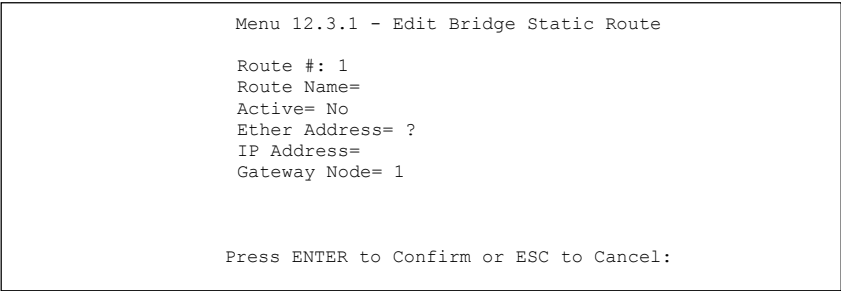 Menu 12.3.1 - Edit Bridge Static Route
Route #: 1
Route Name=
Active= No
Ether Address= ?
IP Address=
Gateway Node= 1
Press ENTER to Confirm or ESC to Cancel: